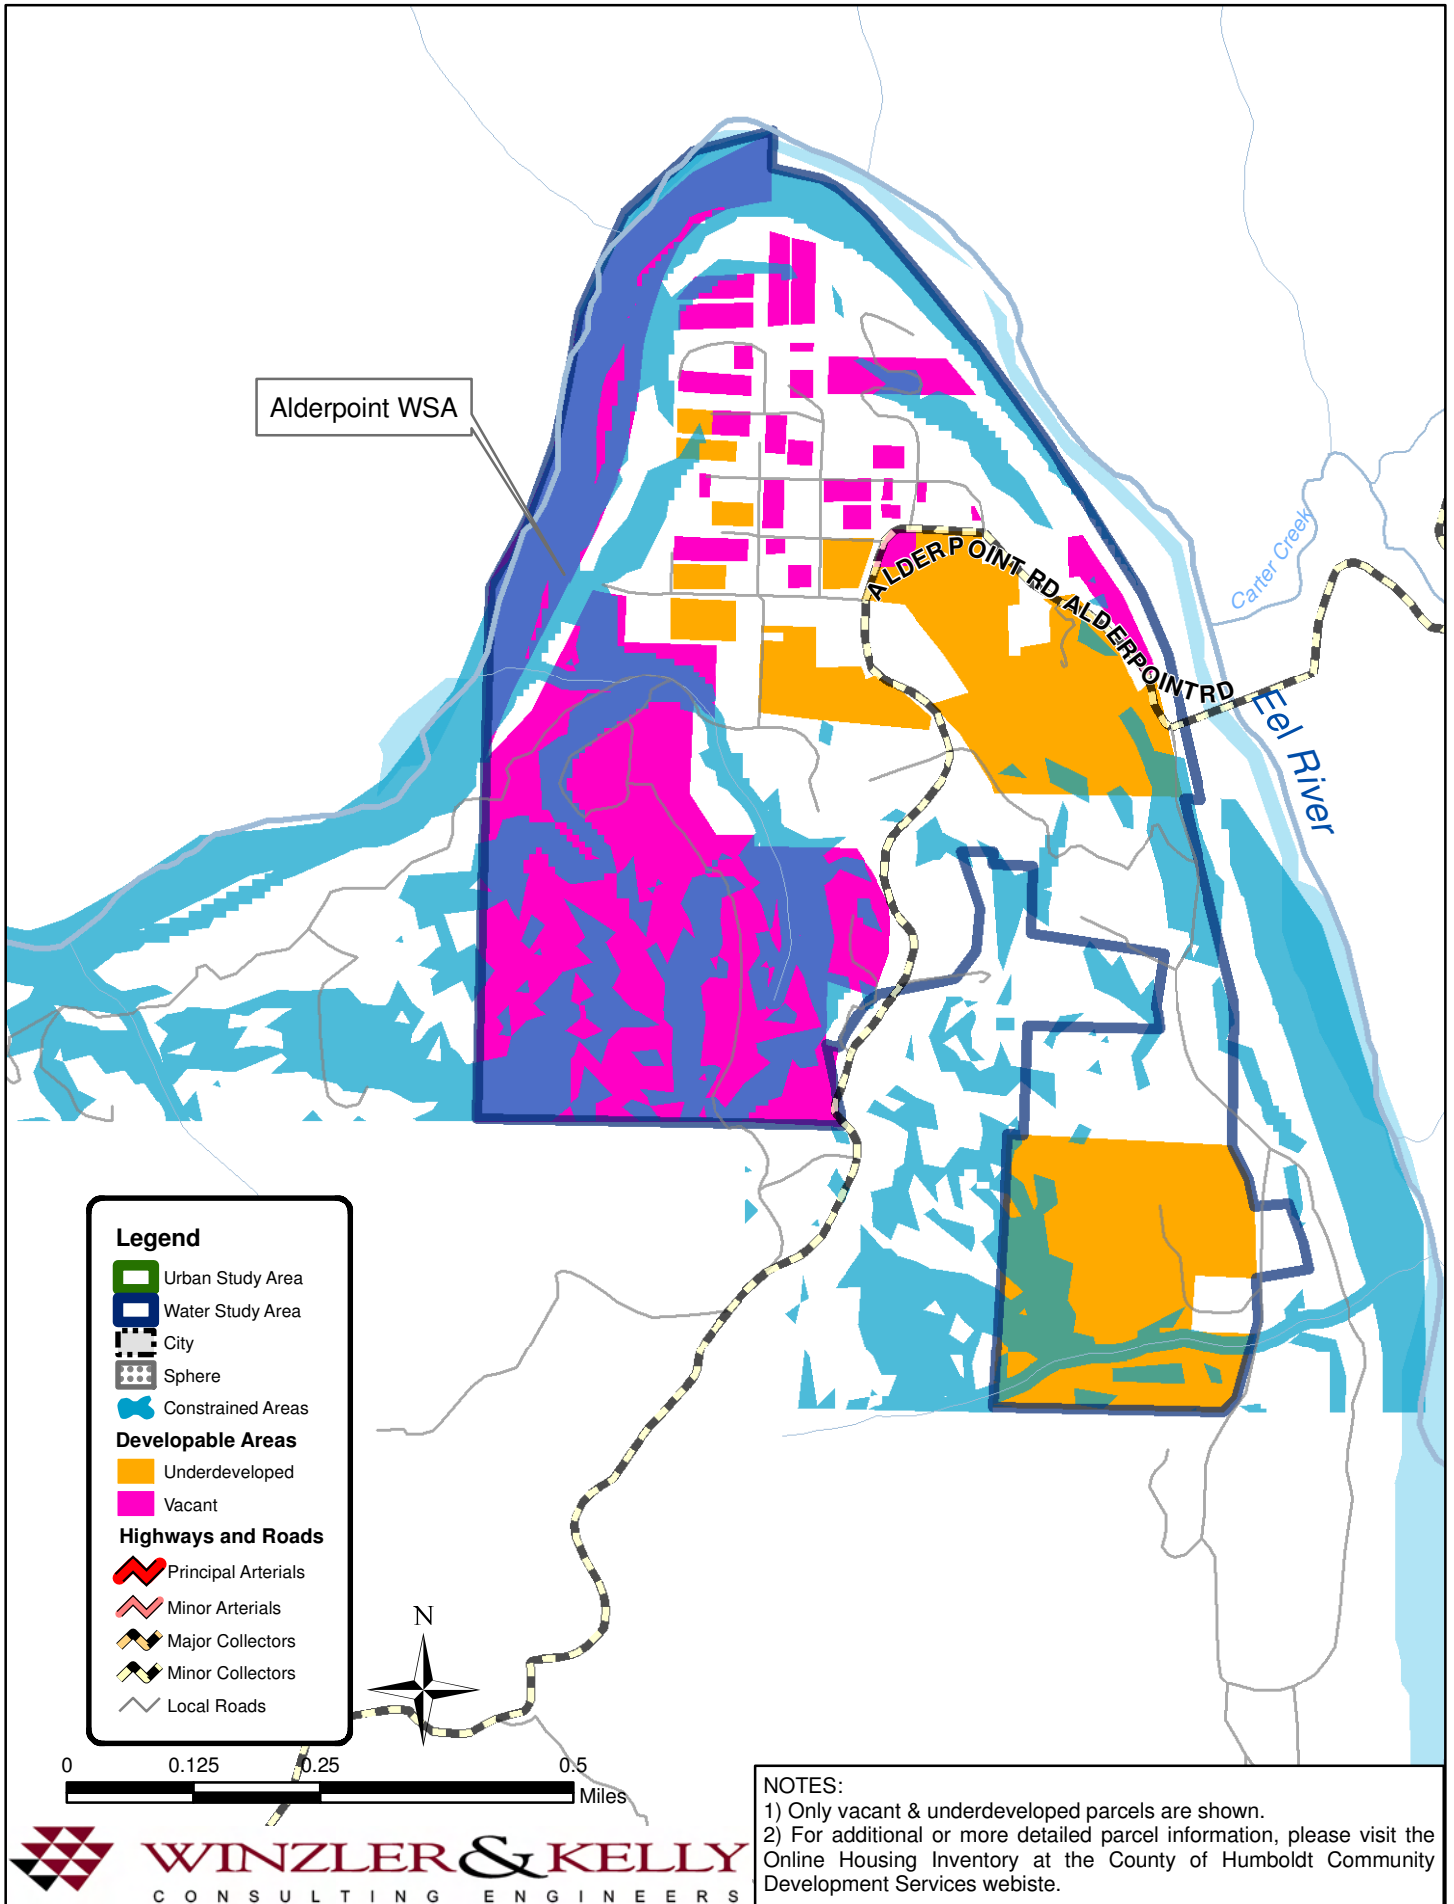 Alderpoint WSA
ALDERPOINT RD
ALDERPOINT RD
Carter Creek
Eel River
Legend
Urban Study Area
Water Study Area
City
Sphere
Constrained Areas
Developable Areas
Underdeveloped
Vacant
Highways and Roads
Principal Arterials
Minor Arterials
Major Collectors
Minor Collectors
Local Roads
N
0 0.125 0.25 0.5
Miles
WINZLER & KELLY
CONSULTING ENGINEERS
NOTES:
1) Only vacant & underdeveloped parcels are shown.
2) For additional or more detailed parcel information, please visit the
Online Housing Inventory at the County of Humboldt Community
Development Services webiste.